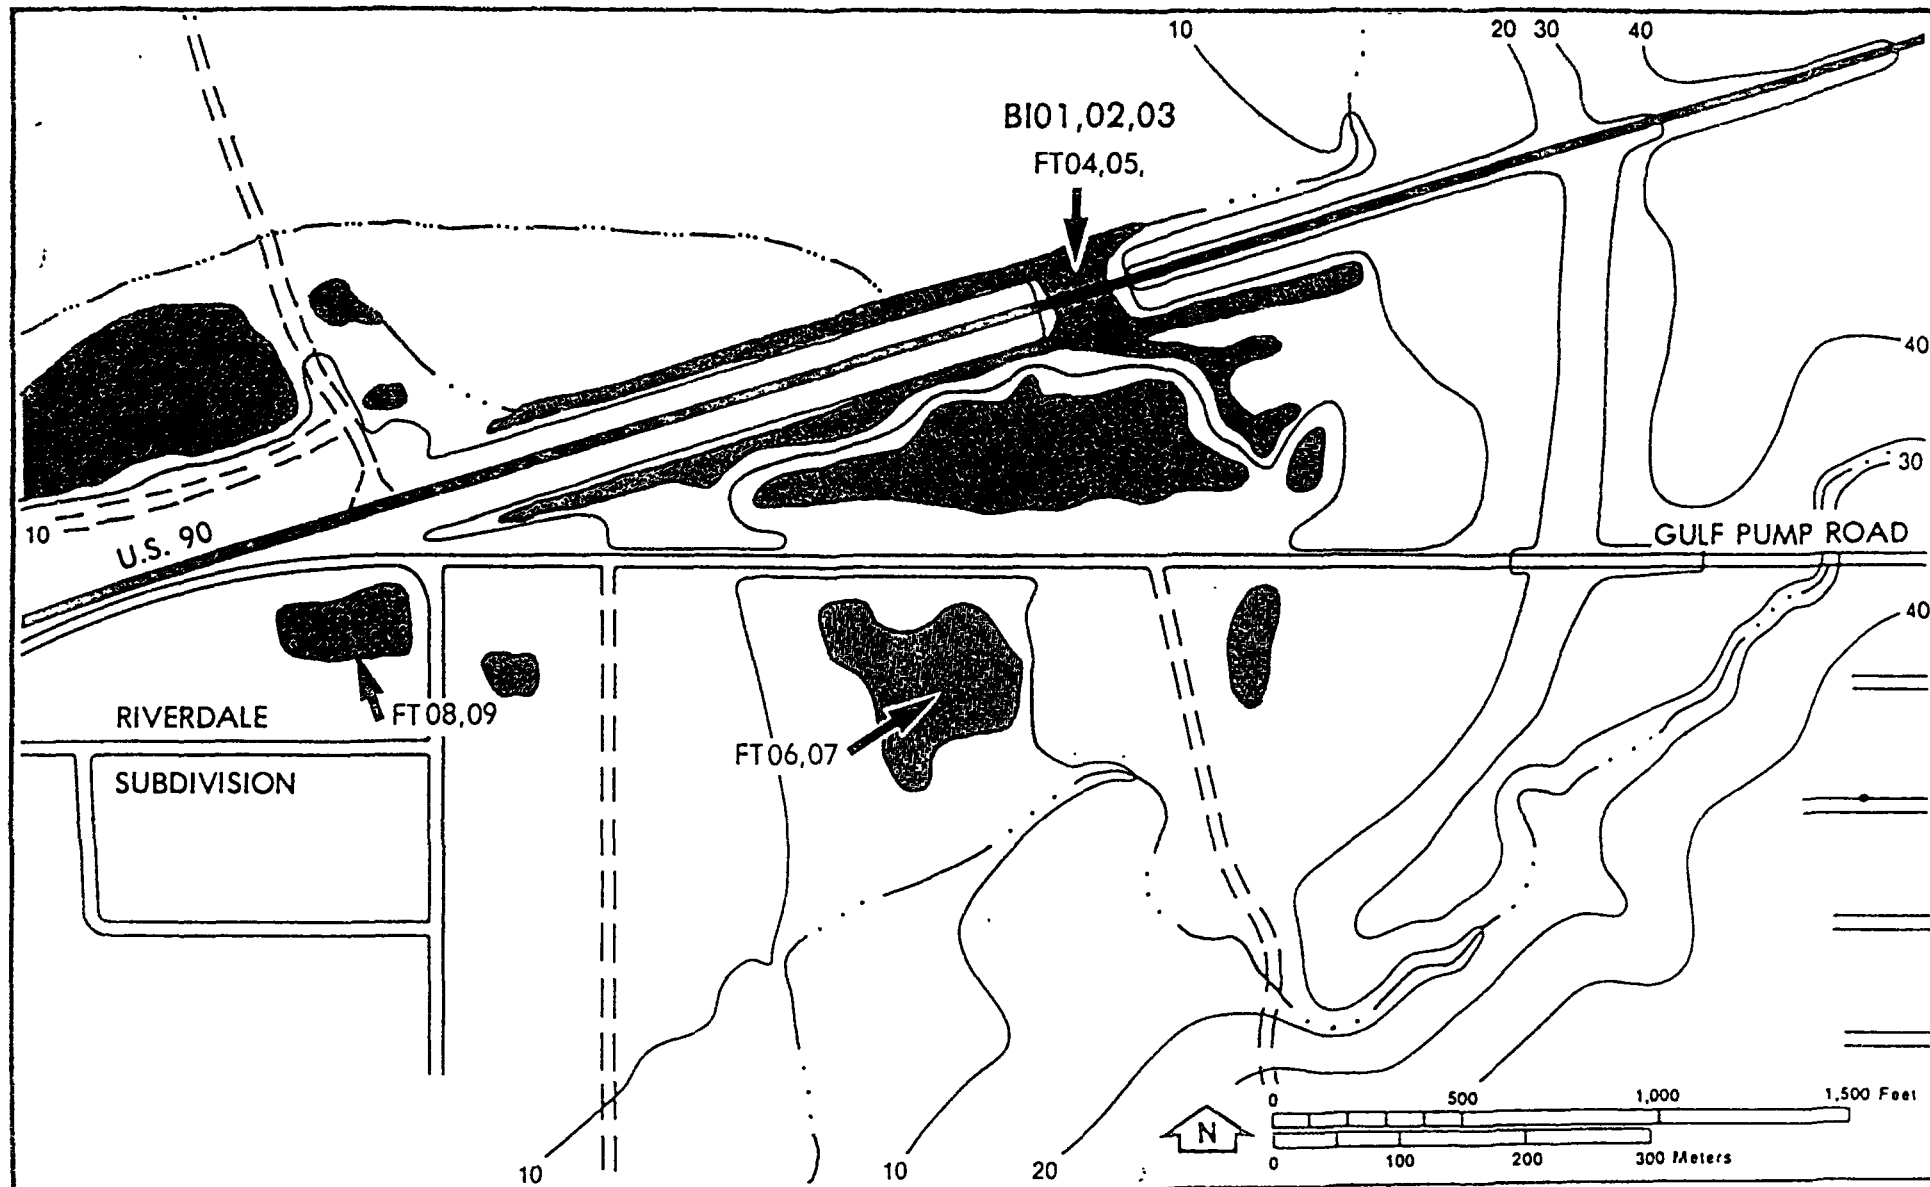 10
20 30 40
BI01,02,03
FT04,05,
40
30
10
U.S. 90
GULF PUMP ROAD
40
RIVERDALE
FT08,09
FT06,07
SUBDIVISION
0 500 1,000 1,500 Feet
N
0 100 200 300 Meters
10 10 20